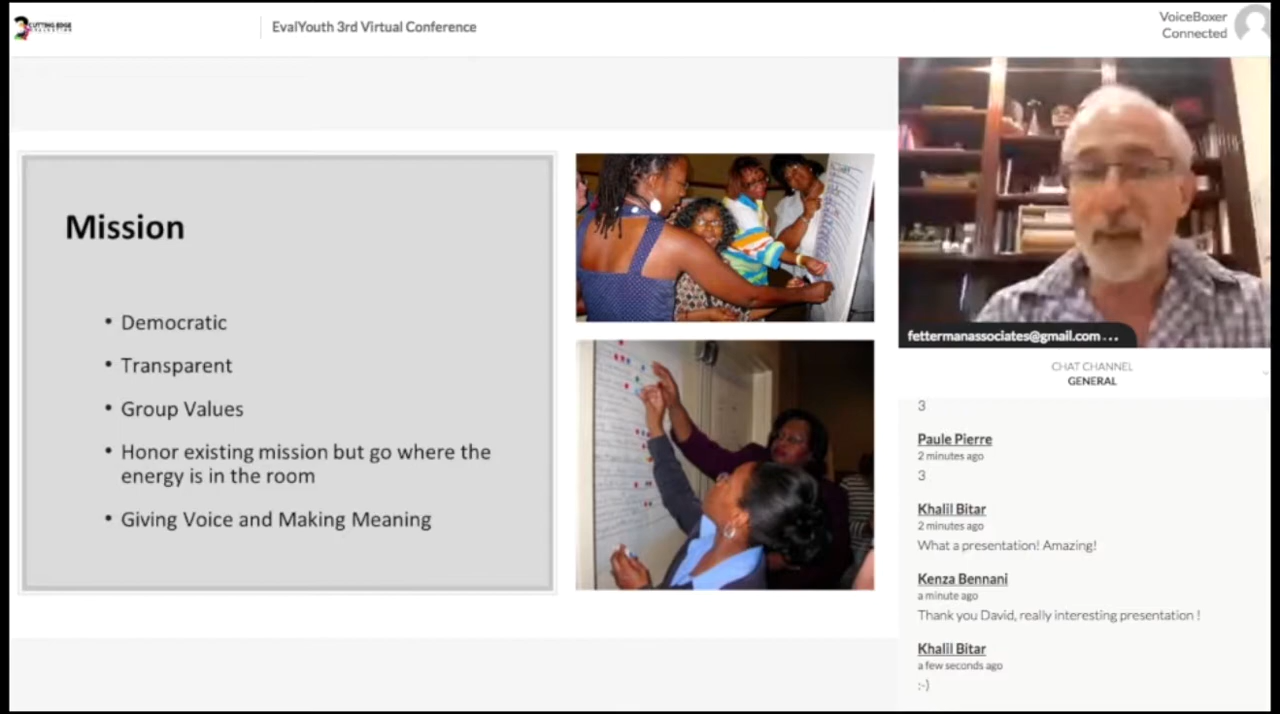 CUTTING EDGE
EvalYouth 3rd Virtual Conference
VoiceBoxer
Connected
Mission
• Democratic
• Transparent
• Group Values
• Honor existing mission but go where the
energy is in the room
• Giving Voice and Making Meaning
fettermanassociates@gmail.com ...
CHAT CHANNEL
GENERAL
3
Paule Pierre
2 minutes ago
3
Khalil Bitar
2 minutes ago
What a presentation! Amazing!
Kenza Bennani
a minute ago
Thank you David, really interesting presentation !
Khalil Bitar
a few seconds ago
:-)